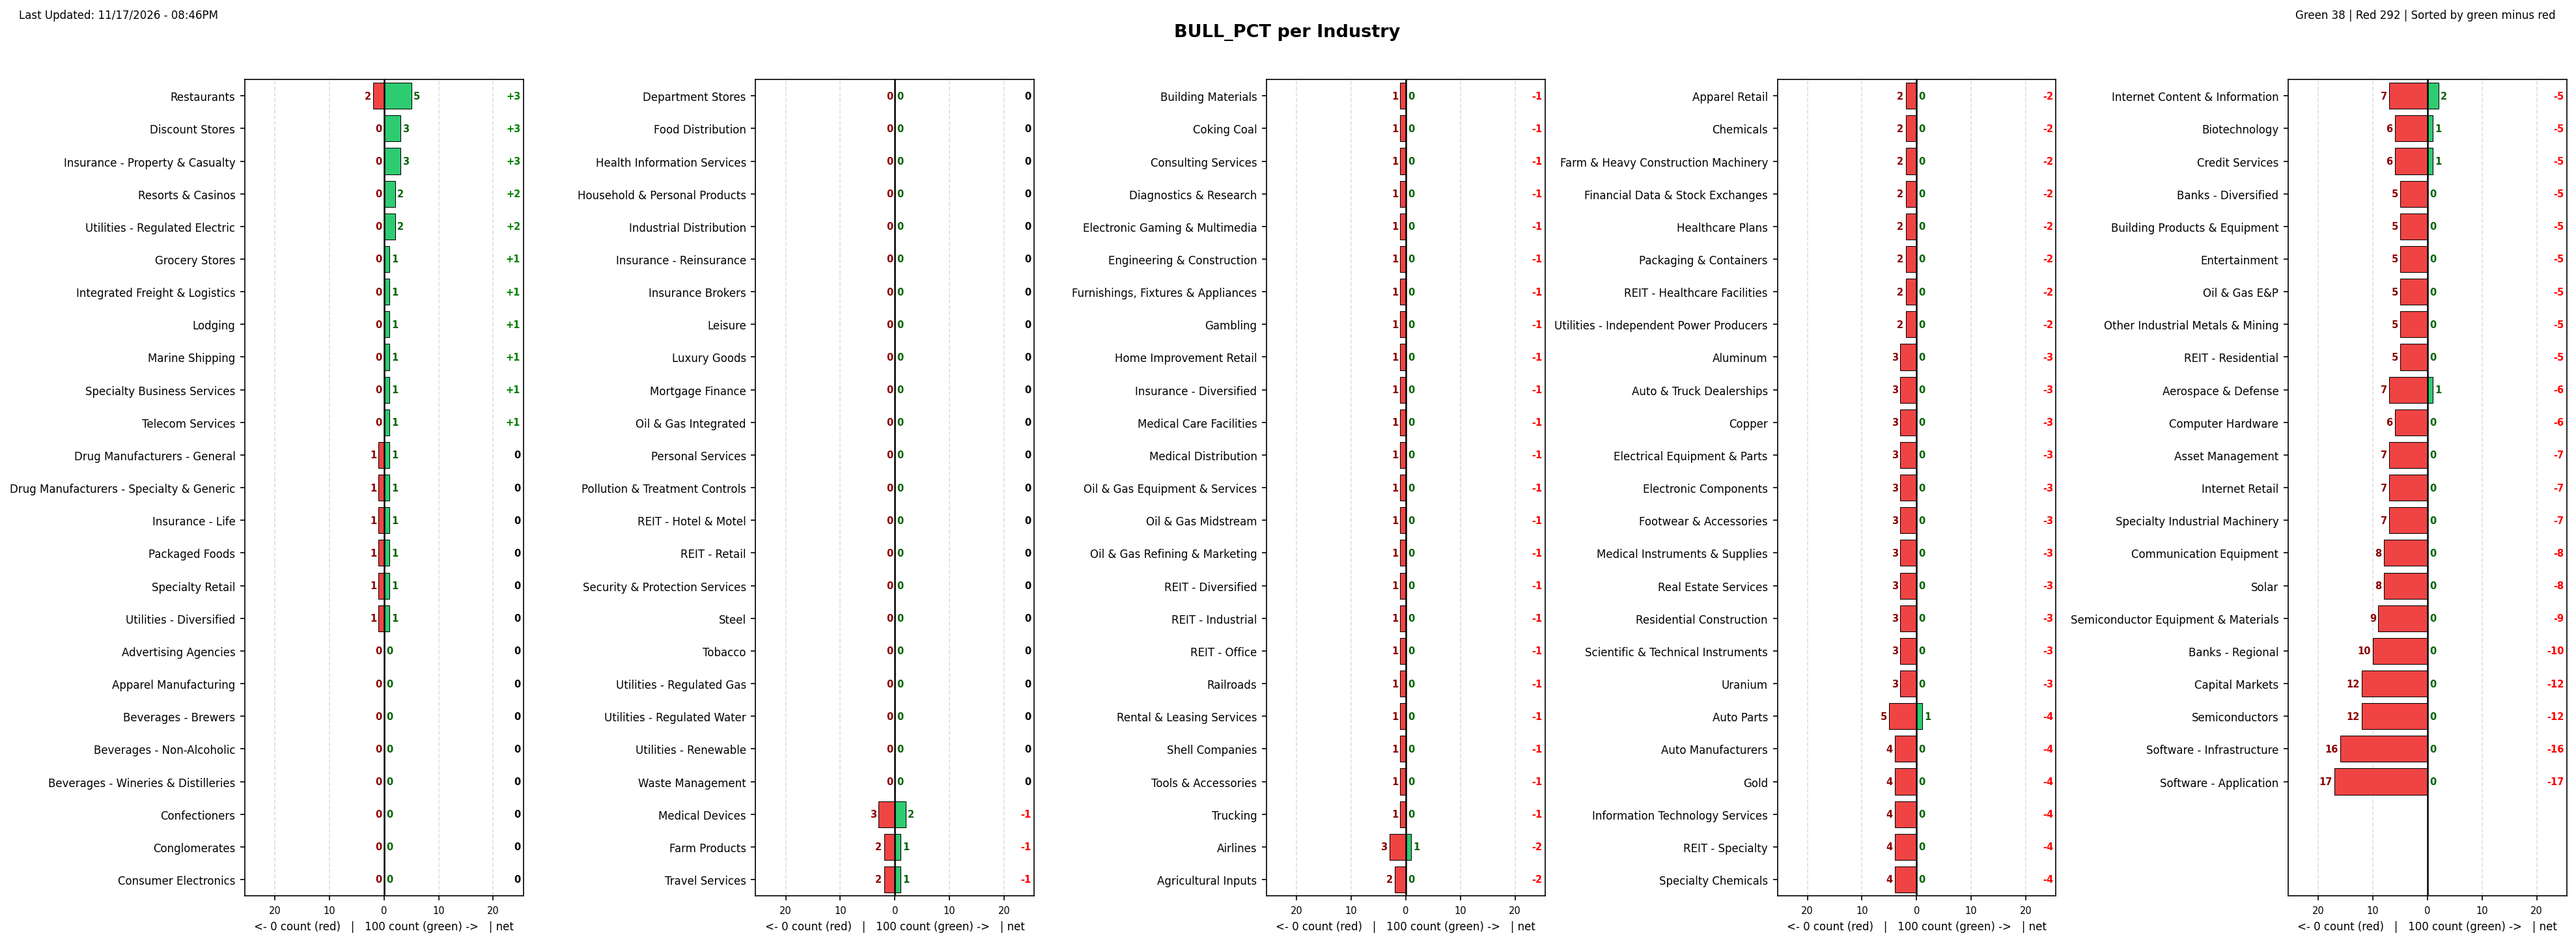 Last Updated: 11/17/2026 - 08:46PM
Green 38 | Red 292 | Sorted by green minus red
BULL_PCT per Industry
Restaurants 2 5 +3
Discount Stores 0 3 +3
Insurance - Property & Casualty 0 3 +3
Resorts & Casinos 0 2 +2
Utilities - Regulated Electric 0 2 +2
Grocery Stores 0 1 +1
Integrated Freight & Logistics 0 1 +1
Lodging 0 1 +1
Marine Shipping 0 1 +1
Specialty Business Services 0 1 +1
Telecom Services 0 1 +1
Drug Manufacturers - General 1 1 0
Drug Manufacturers - Specialty & Generic 1 1 0
Insurance - Life 1 1 0
Packaged Foods 1 1 0
Specialty Retail 1 1 0
Utilities - Diversified 1 1 0
Advertising Agencies 0 0 0
Apparel Manufacturing 0 0 0
Beverages - Brewers 0 0 0
Beverages - Non-Alcoholic 0 0 0
Beverages - Wineries & Distilleries 0 0 0
Confectioners 0 0 0
Conglomerates 0 0 0
Consumer Electronics 0 0 0
20 10 0 10 20
<- 0 count (red) | 100 count (green) -> | net
Department Stores 0 0 0
Food Distribution 0 0 0
Health Information Services 0 0 0
Household & Personal Products 0 0 0
Industrial Distribution 0 0 0
Insurance - Reinsurance 0 0 0
Insurance Brokers 0 0 0
Leisure 0 0 0
Luxury Goods 0 0 0
Mortgage Finance 0 0 0
Oil & Gas Integrated 0 0 0
Personal Services 0 0 0
Pollution & Treatment Controls 0 0 0
REIT - Hotel & Motel 0 0 0
REIT - Retail 0 0 0
Security & Protection Services 0 0 0
Steel 0 0 0
Tobacco 0 0 0
Utilities - Regulated Gas 0 0 0
Utilities - Regulated Water 0 0 0
Utilities - Renewable 0 0 0
Waste Management 0 0 0
Medical Devices 3 2 -1
Farm Products 2 1 -1
Travel Services 2 1 -1
20 10 0 10 20
<- 0 count (red) | 100 count (green) -> | net
Building Materials 1 0 -1
Coking Coal 1 0 -1
Consulting Services 1 0 -1
Diagnostics & Research 1 0 -1
Electronic Gaming & Multimedia 1 0 -1
Engineering & Construction 1 0 -1
Furnishings, Fixtures & Appliances 1 0 -1
Gambling 1 0 -1
Home Improvement Retail 1 0 -1
Insurance - Diversified 1 0 -1
Medical Care Facilities 1 0 -1
Medical Distribution 1 0 -1
Oil & Gas Equipment & Services 1 0 -1
Oil & Gas Midstream 1 0 -1
Oil & Gas Refining & Marketing 1 0 -1
REIT - Diversified 1 0 -1
REIT - Industrial 1 0 -1
REIT - Office 1 0 -1
Railroads 1 0 -1
Rental & Leasing Services 1 0 -1
Shell Companies 1 0 -1
Tools & Accessories 1 0 -1
Trucking 1 0 -1
Airlines 3 1 -2
Agricultural Inputs 2 0 -2
20 10 0 10 20
<- 0 count (red) | 100 count (green) -> | net
Apparel Retail 2 0 -2
Chemicals 2 0 -2
Farm & Heavy Construction Machinery 2 0 -2
Financial Data & Stock Exchanges 2 0 -2
Healthcare Plans 2 0 -2
Packaging & Containers 2 0 -2
REIT - Healthcare Facilities 2 0 -2
Utilities - Independent Power Producers 2 0 -2
Aluminum 3 0 -3
Auto & Truck Dealerships 3 0 -3
Copper 3 0 -3
Electrical Equipment & Parts 3 0 -3
Electronic Components 3 0 -3
Footwear & Accessories 3 0 -3
Medical Instruments & Supplies 3 0 -3
Real Estate Services 3 0 -3
Residential Construction 3 0 -3
Scientific & Technical Instruments 3 0 -3
Uranium 3 0 -3
Auto Parts 5 1 -4
Auto Manufacturers 4 0 -4
Gold 4 0 -4
Information Technology Services 4 0 -4
REIT - Specialty 4 0 -4
Specialty Chemicals 4 0 -4
20 10 0 10 20
<- 0 count (red) | 100 count (green) -> | net
Internet Content & Information 7 2 -5
Biotechnology 6 1 -5
Credit Services 6 1 -5
Banks - Diversified 5 0 -5
Building Products & Equipment 5 0 -5
Entertainment 5 0 -5
Oil & Gas E&P 5 0 -5
Other Industrial Metals & Mining 5 0 -5
REIT - Residential 5 0 -5
Aerospace & Defense 7 1 -6
Computer Hardware 6 0 -6
Asset Management 7 0 -7
Internet Retail 7 0 -7
Specialty Industrial Machinery 7 0 -7
Communication Equipment 8 0 -8
Solar 8 0 -8
Semiconductor Equipment & Materials 9 0 -9
Banks - Regional 10 0 -10
Capital Markets 12 0 -12
Semiconductors 12 0 -12
Software - Infrastructure 16 0 -16
Software - Application 17 0 -17
20 10 0 10 20
<- 0 count (red) | 100 count (green) -> | net